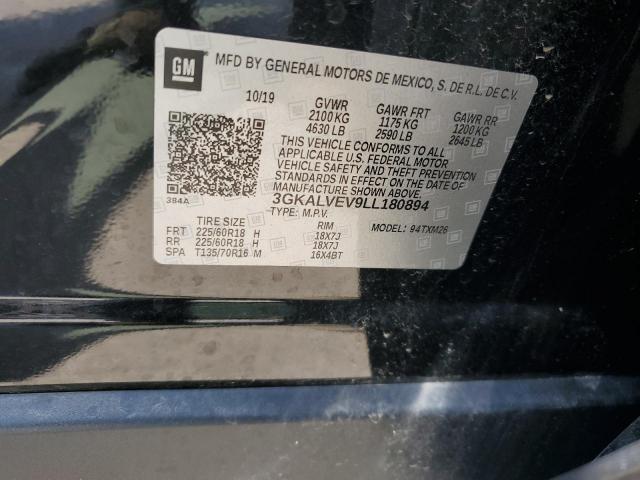 GM
MFD BY GENERAL MOTORS DE MEXICO, S. DE R.L. DE C.V.
10/19 GVWR GAWR FRT GAWR RR
2100 KG 1175 KG 1200 KG
4630 LB 2590 LB 2645 LB
THIS VEHICLE CONFORMS TO ALL
APPLICABLE U.S. FEDERAL MOTOR
VEHICLE SAFETY AND THEFT PREVENTION
STANDARDS IN EFFECT ON THE DATE OF
MANUFACTURE SHOWN ABOVE.
384A 3GKALVEV9LL180894
TYPE: M.P.V. MODEL: 94TXM26
TIRE SIZE RIM
FRT 225/60R18 H 18X7J
RR 225/60R18 H 18X7J
SPA T135/70R16 M 16X4BT